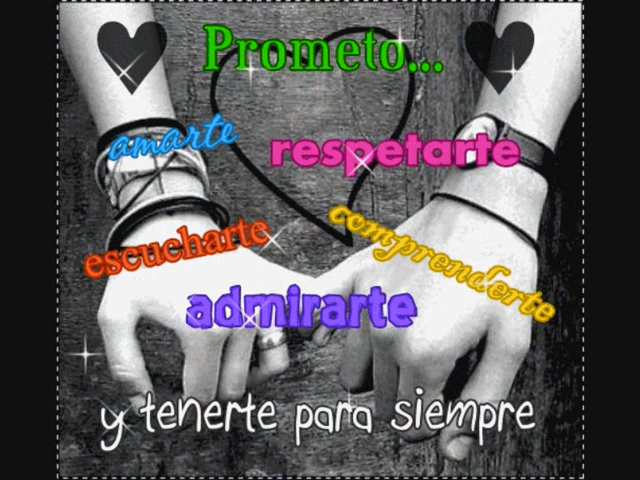 Prometo...
amarte
respetarte
escucharte
comprenderte
admirarte
y tenerte para siempre